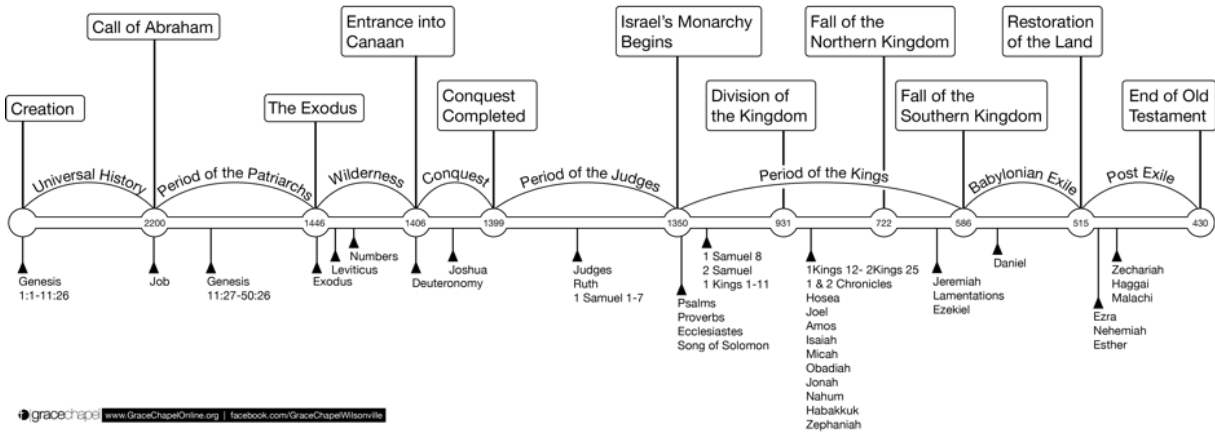 Creation
Call of Abraham
The Exodus
Entrance into
Canaan
Conquest
Completed
Israel's Monarchy
Begins
Division of
the Kingdom
Fall of the
Northern Kingdom
Fall of the
Southern Kingdom
Restoration
of the Land
End of Old
Testament
Universal History
Period of the Patriarchs
Wilderness
Conquest
Period of the Judges
Period of the Kings
Babylonian Exile
Post Exile
2200
1446
1406
1399
1350
931
722
586
515
430
Genesis
1:1-11:26
Job
Genesis
11:27-50:26
Exodus
Leviticus
Numbers
Deuteronomy
Joshua
Judges
Ruth
1 Samuel 1-7
Psalms
Proverbs
Ecclesiastes
Song of Solomon
1 Samuel 8
2 Samuel
1 Kings 1-11
1Kings 12- 2Kings 25
1 & 2 Chronicles
Hosea
Joel
Amos
Isaiah
Micah
Obadiah
Jonah
Nahum
Habakkuk
Zephaniah
Jeremiah
Lamentations
Ezekiel
Daniel
Ezra
Nehemiah
Esther
Zechariah
Haggai
Malachi
gracechapel www.GraceChapelOnline.org | facebook.com/GraceChapelWilsonville